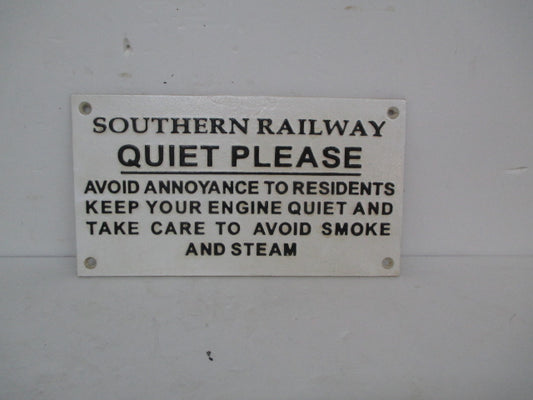 SOUTHERN RAILWAY
QUIET PLEASE
AVOID ANNOYANCE TO RESIDENTS
KEEP YOUR ENGINE QUIET AND
TAKE CARE TO AVOID SMOKE
AND STEAM